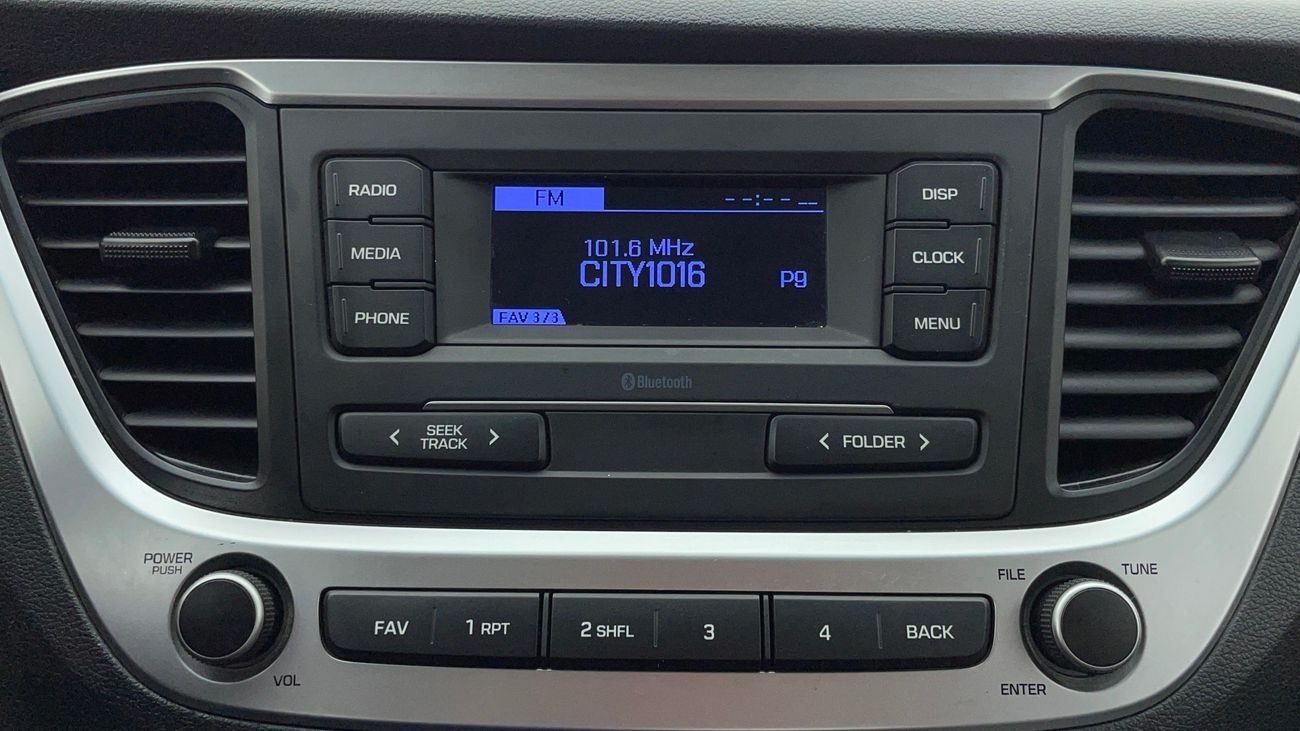 RADIO
MEDIA
PHONE
FM --:-- __
101.6 MHz
CITY1016 P9
FAV 3/3
DISP
CLOCK
MENU
Bluetooth
< SEEK >
TRACK
< FOLDER >
POWER
PUSH
VOL
FAV 1 RPT 2 SHFL 3 4 BACK
FILE TUNE
ENTER